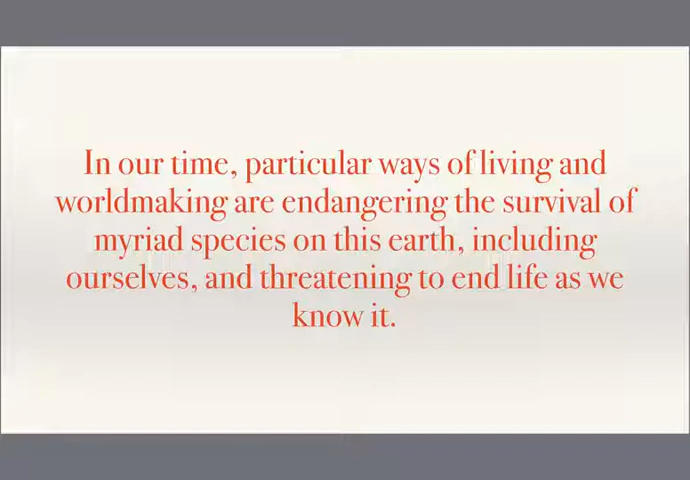 In our time, particular ways of living and
worldmaking are endangering the survival of
myriad species on this earth, including
ourselves, and threatening to end life as we
know it.